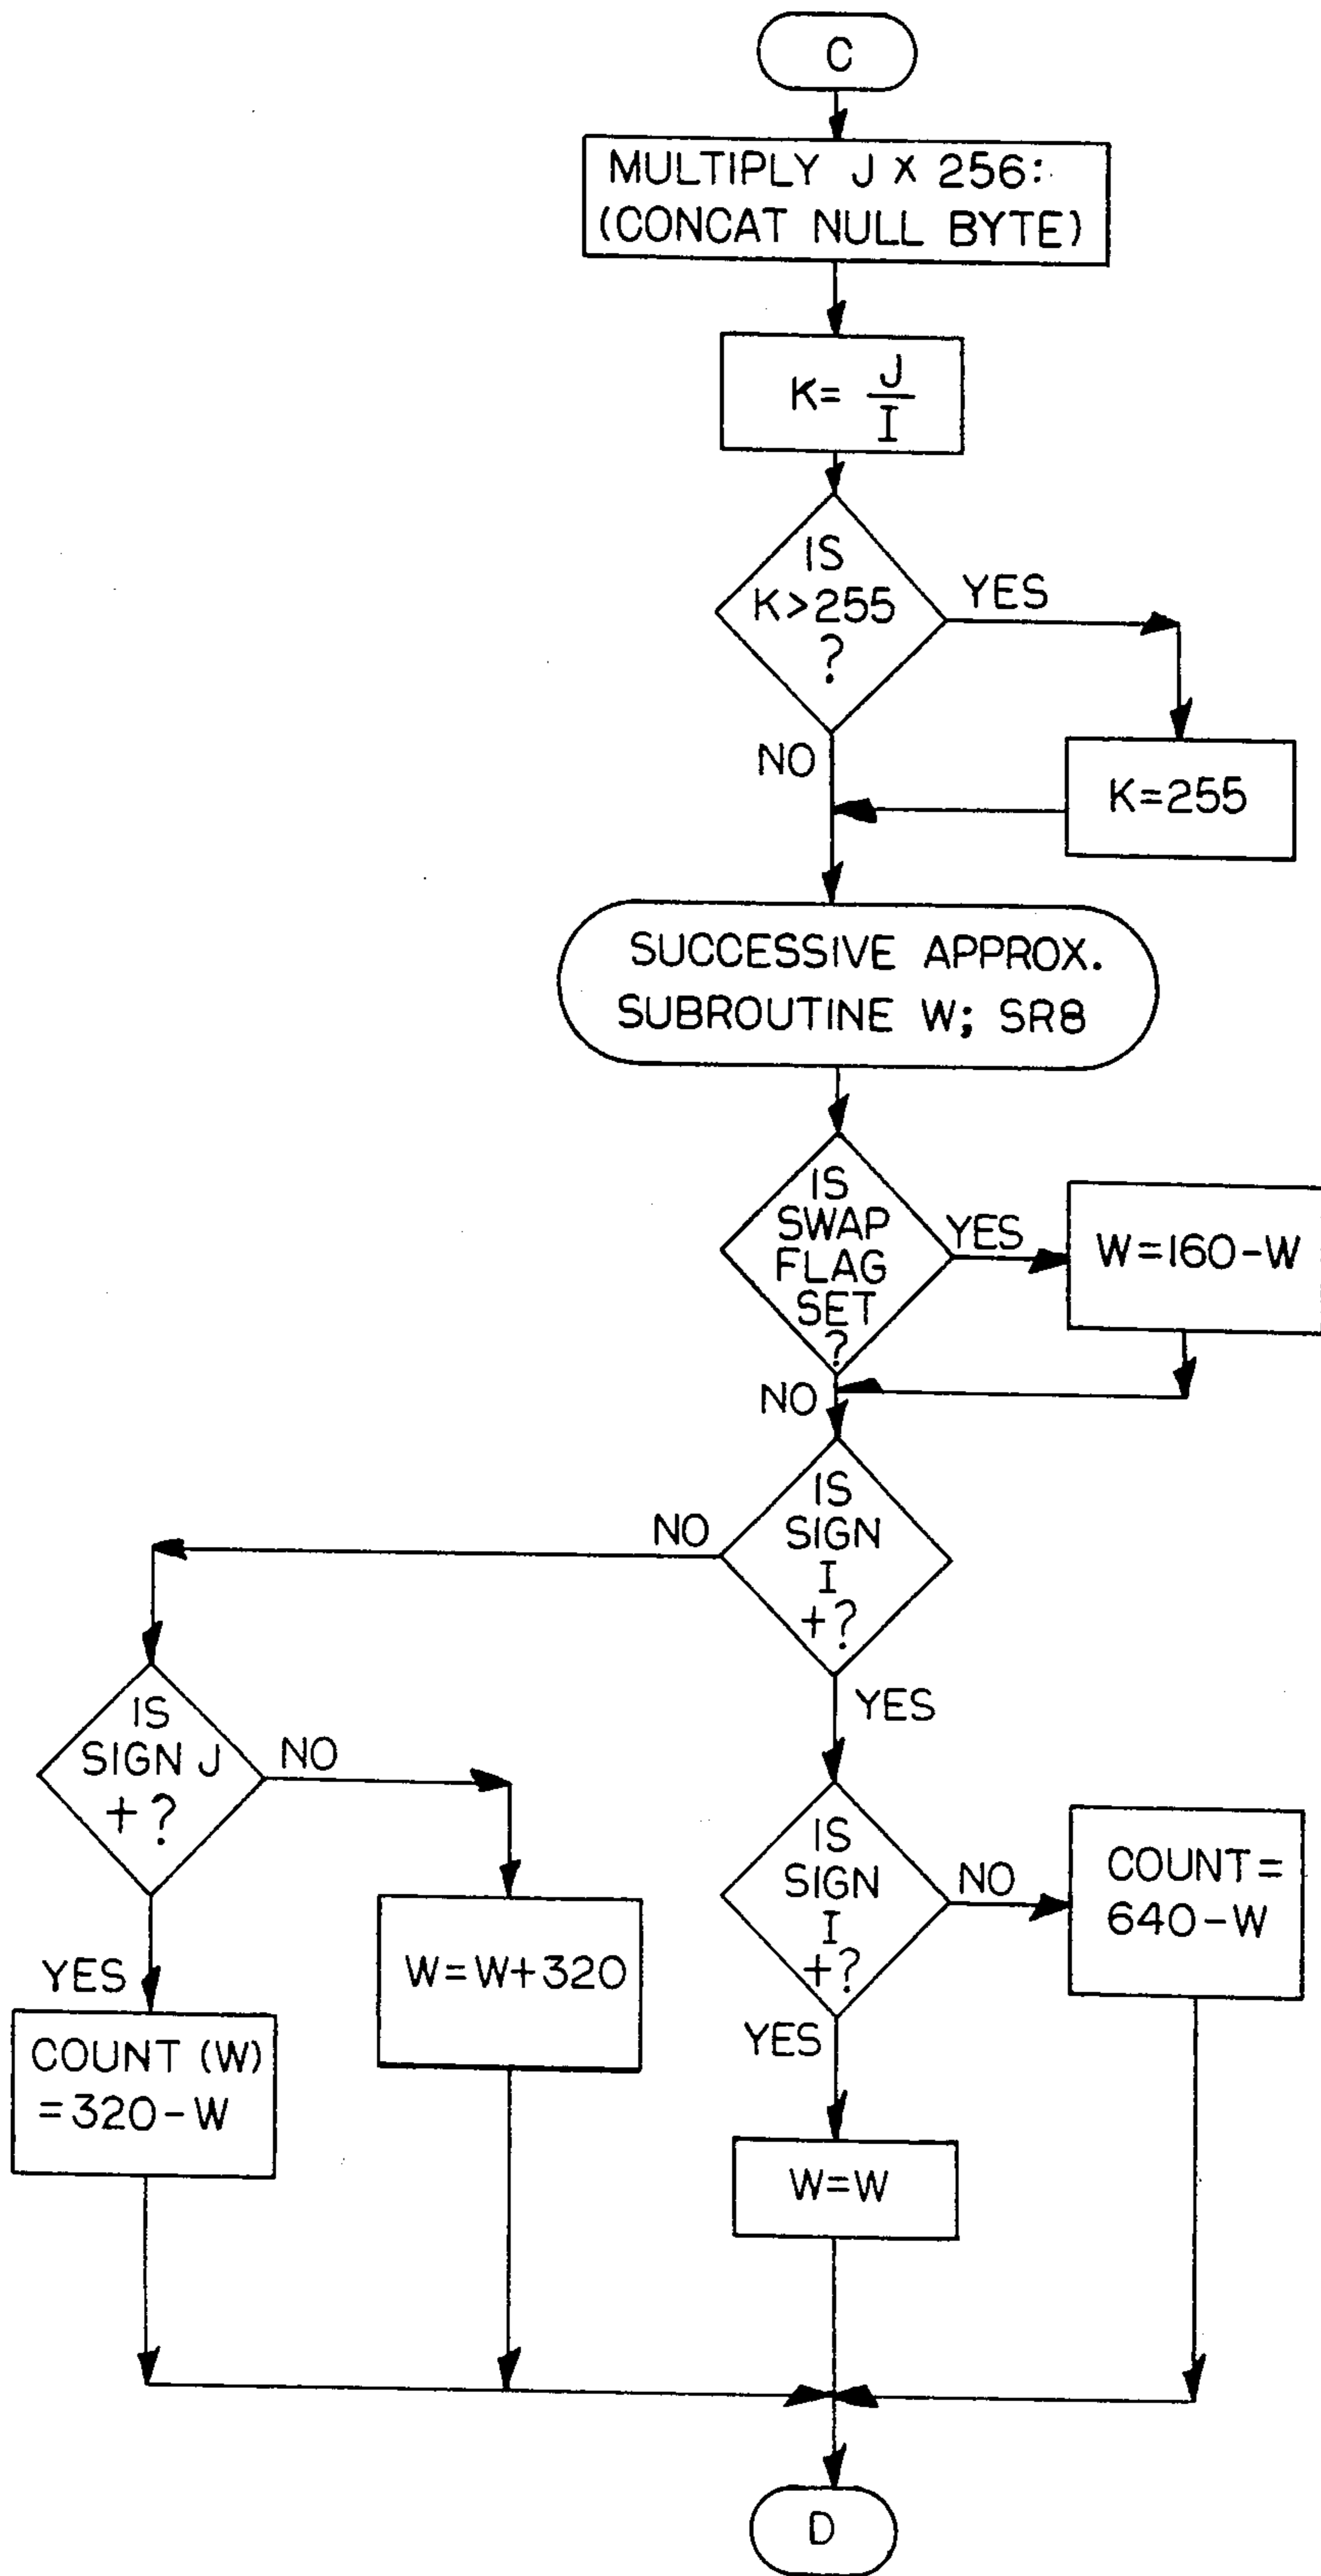 C
MULTIPLY J X 256:
(CONCAT NULL BYTE)
K= J
I
IS
K>255
?
YES
NO
K=255
SUCCESSIVE APPROX.
SUBROUTINE W; SR8
IS
SWAP
FLAG
SET
?
YES
W=160-W
NO
IS
SIGN
I
+?
NO
YES
IS
SIGN J
+?
NO
YES
W=W+320
COUNT (W)
=320-W
IS
SIGN
I
+?
NO
COUNT=
640-W
YES
W=W
D